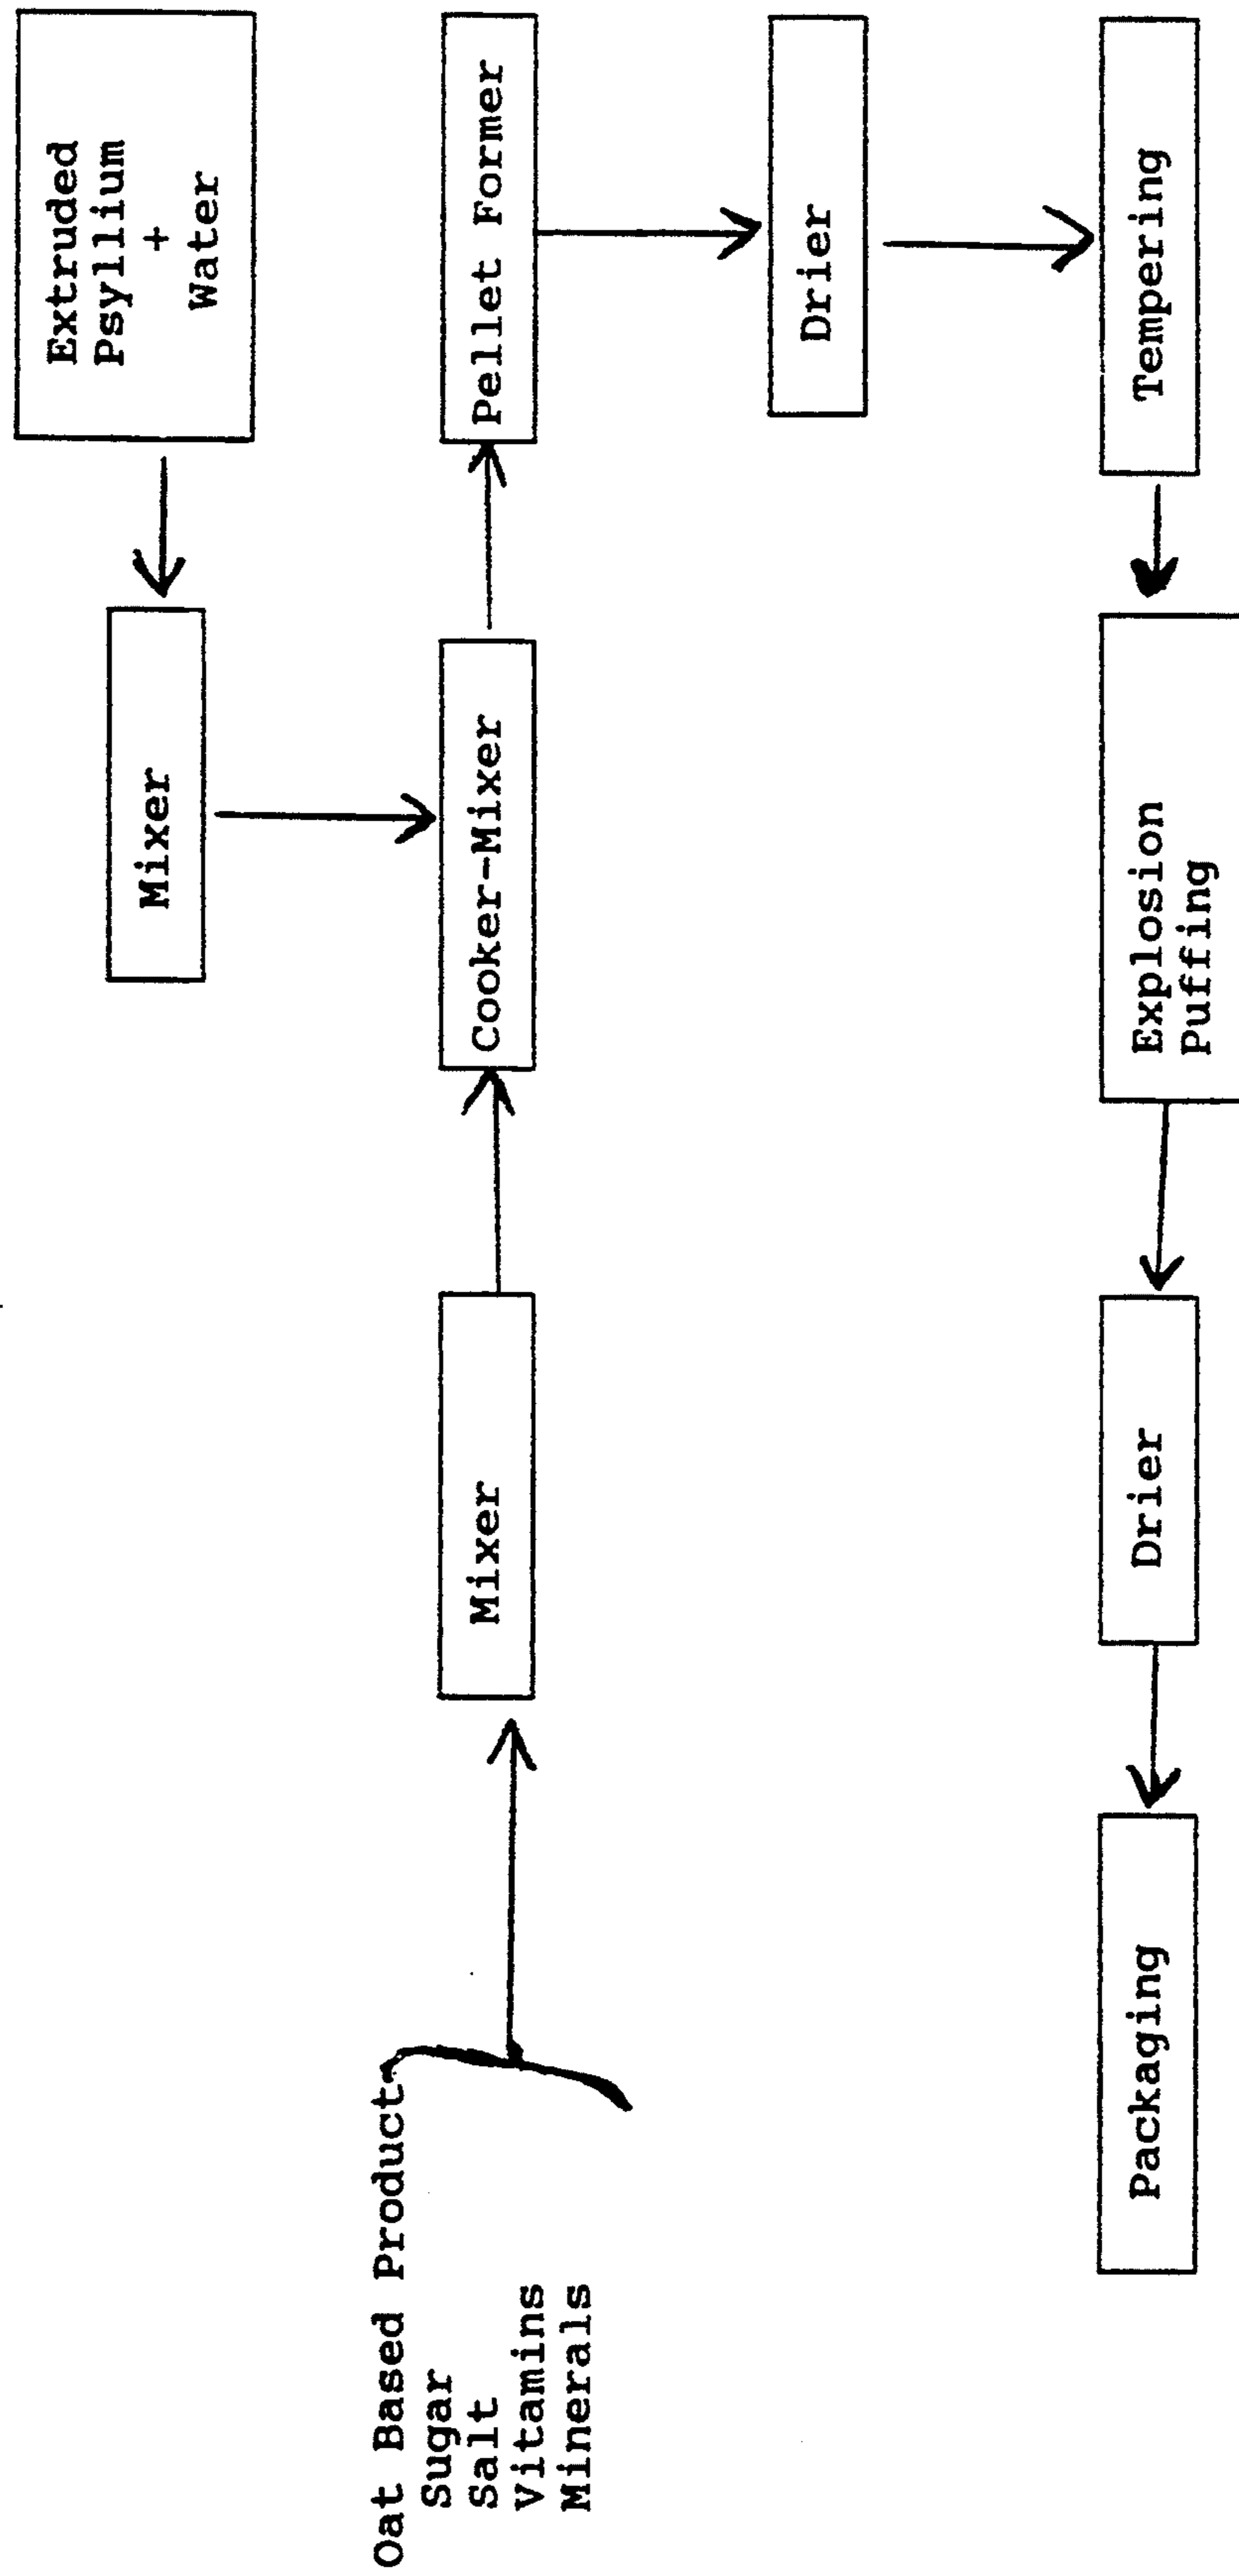 Extruded
Psyllium
+
Water
Mixer
Oat Based Product
Sugar
Salt
Vitamins
Minerals
Mixer
Cooker-Mixer
Pellet Former
Drier
Packaging
Drier
Explosion
Puffing
Tempering